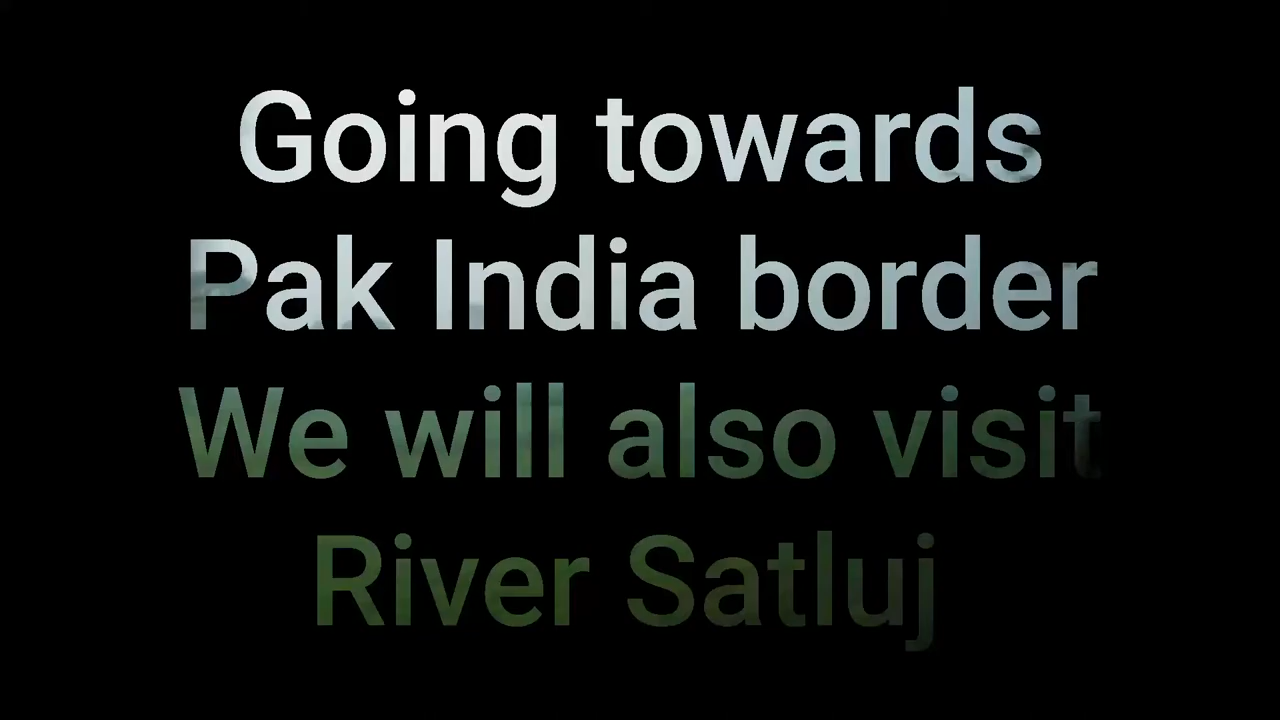 Going towards
Pak India border
We will also visit
River Satluj